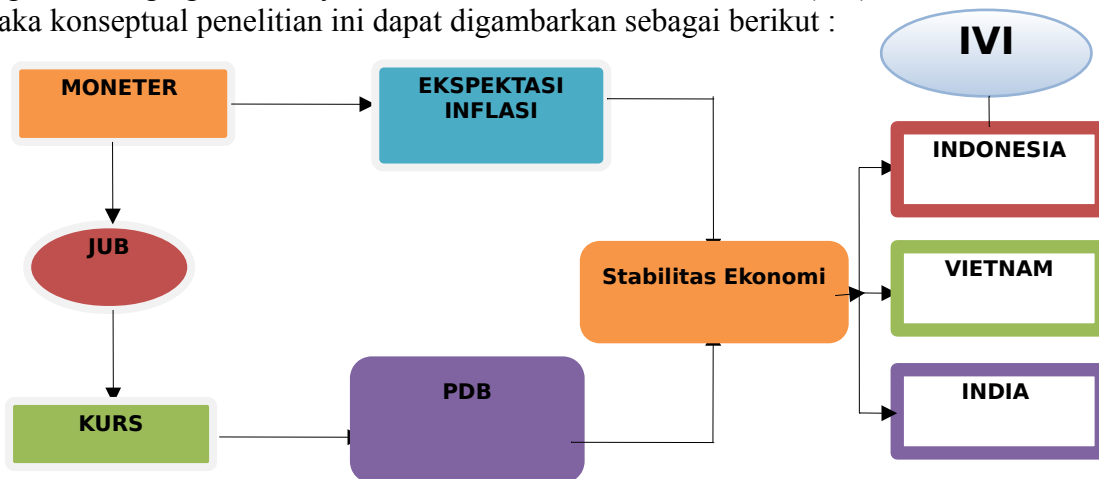 aka konseptual penelitian ini dapat digambarkan sebagai berikut :
IVI
MONETER
EKSPEKTASI
INFLASI
INDONESIA
JUB
Stabilitas Ekonomi
VIETNAM
PDB
INDIA
KURS